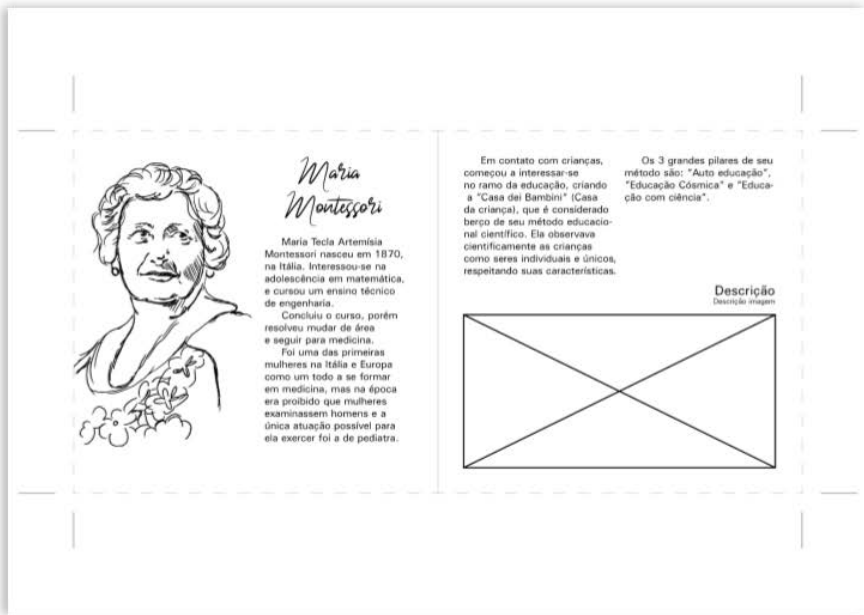 Maria
Montessori
Maria Tecla Artemísia
Montessori nasceu em 1870,
na Itália. Interessou-se na
adolescência em matemática,
e cursou um ensino técnico
de engenharia.
Concluiu o curso, porém
resolveu mudar de área
e seguir para medicina.
Foi uma das primeiras
mulheres na Itália e Europa
como um todo a se formar
em medicina, mas na época
era proibido que mulheres
examinassem homens e a
única atuação possível para
ela exercer foi a de pediatra.
Em contato com crianças,
começou a interessar-se
no ramo da educação, criando
a "Casa dei Bambini" (Casa
da criança), que é considerado
berço de seu método educacio-
nal científico. Ela observava
cientificamente as crianças
como seres individuais e únicos,
respeitando suas características.
Os 3 grandes pilares de seu
método são: "Auto educação",
"Educação Cósmica" e "Educa-
ção com ciência".
Descrição
Descrição imagem